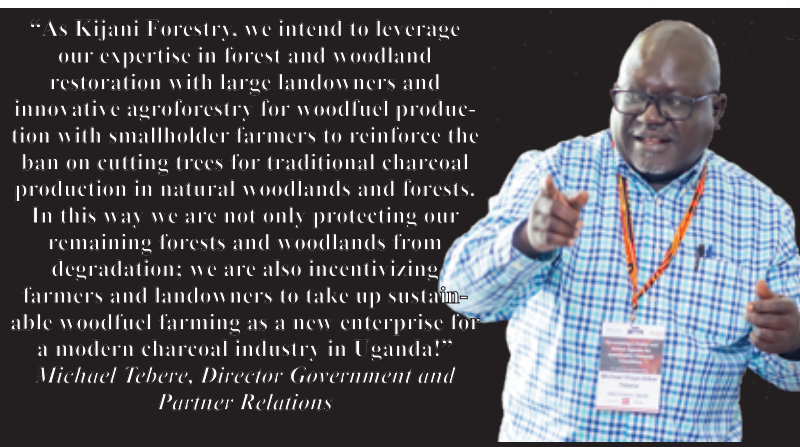 “As Kijani Forestry, we intend to leverage
our expertise in forest and woodland
restoration with large landowners and
innovative agroforestry for woodfuel produc-
tion with smallholder farmers to reinforce the
ban on cutting trees for traditional charcoal
production in natural woodlands and forests.
In this way we are not only protecting our
remaining forests and woodlands from
degradation; we are also incentivizing
farmers and landowners to take up sustain-
able woodfuel farming as a new enterprise for
a modern charcoal industry in Uganda!”
Michael Tebere, Director Government and
Partner Relations
Tebere